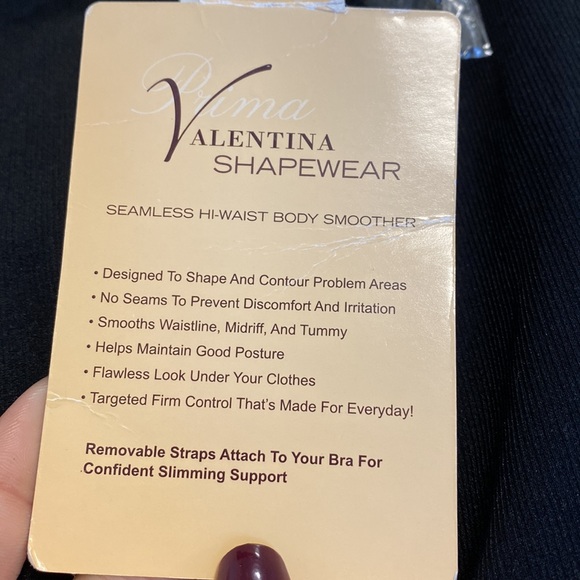 Prima
VALENTINA
SHAPEWEAR
SEAMLESS HI-WAIST BODY SMOOTHER
• Designed To Shape And Contour Problem Areas
• No Seams To Prevent Discomfort And Irritation
• Smooths Waistline, Midriff, And Tummy
• Helps Maintain Good Posture
• Flawless Look Under Your Clothes
• Targeted Firm Control That's Made For Everyday!
Removable Straps Attach To Your Bra For
Confident Slimming Support